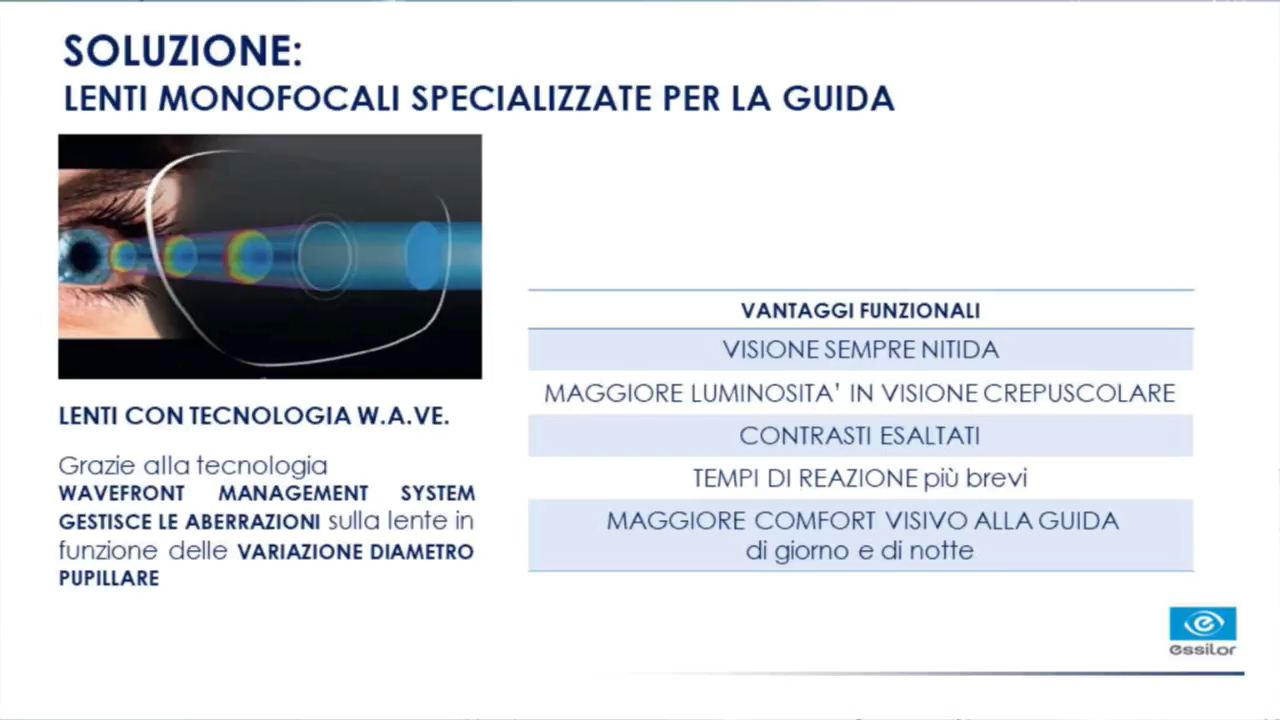 SOLUZIONE:
LENTI MONOFOCALI SPECIALIZZATE PER LA GUIDA
LENTI CON TECNOLOGIA W.A.VE.
Grazie alla tecnologia
WAVEFRONT MANAGEMENT SYSTEM
GESTISCE LE ABERRAZIONI sulla lente in
funzione delle VARIAZIONE DIAMETRO
PUPILLARE
VANTAGGI FUNZIONALI
VISIONE SEMPRE NITIDA
MAGGIORE LUMINOSITA' IN VISIONE CREPUSCOLARE
CONTRASTI ESALTATI
TEMPI DI REAZIONE più brevi
MAGGIORE COMFORT VISIVO ALLA GUIDA
di giorno e di notte
essilor